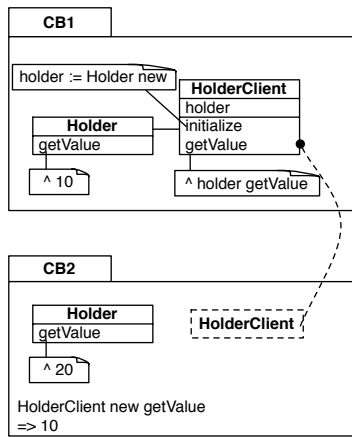 CB1
holder := Holder new
HolderClient
holder
initialize
getValue
Holder
getValue
^ 10
^ holder getValue
CB2
Holder
getValue
HolderClient
^ 20
HolderClient new getValue
=> 10